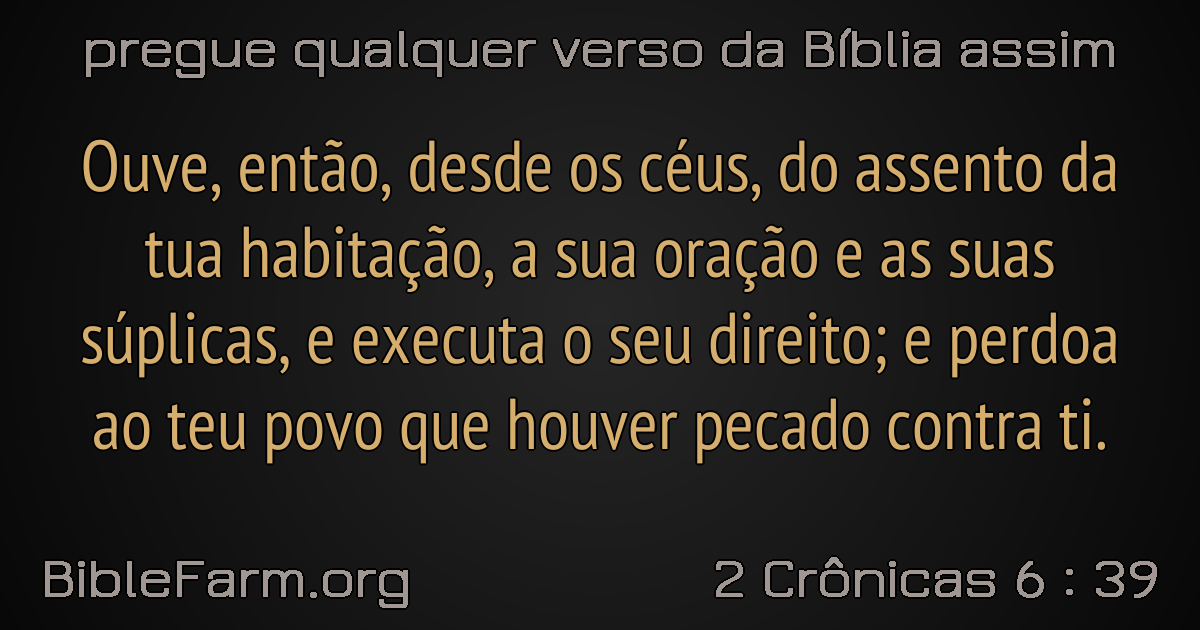 pregue qualquer verso da Bíblia assim
Ouve, então, desde os céus, do assento da
tua habitação, a sua oração e as suas
súplicas, e executa o seu direito; e perdoa
ao teu povo que houver pecado contra ti.
BibleFarm.org
2 Crônicas 6 : 39